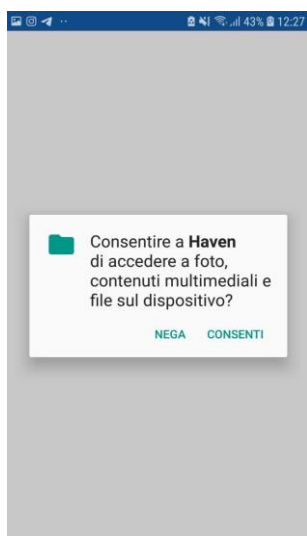 43% 12:27
Consentire a Haven
di accedere a foto,
contenuti multimediali e
file sul dispositivo?
NEGA CONSENTI